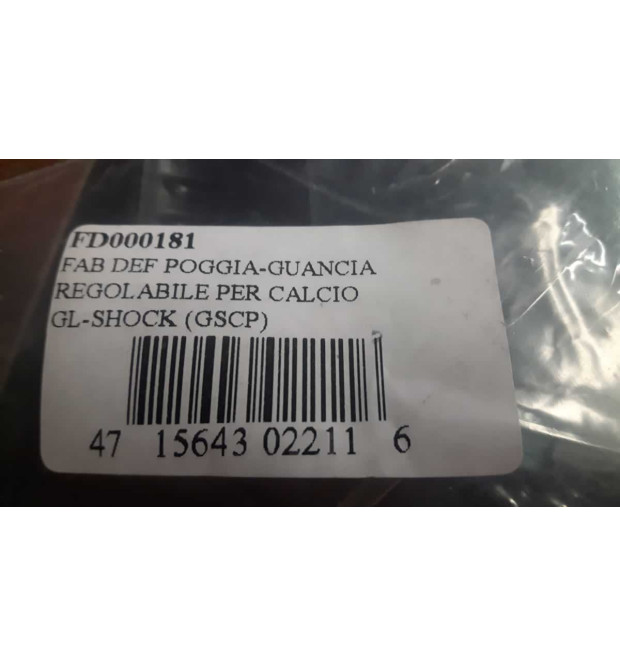 FD000181
FAB DEF POGGIA-GUANCIA
REGOLABILE PER CALCIO
GL-SHOCK (GSCP)
47 15643 02211 6